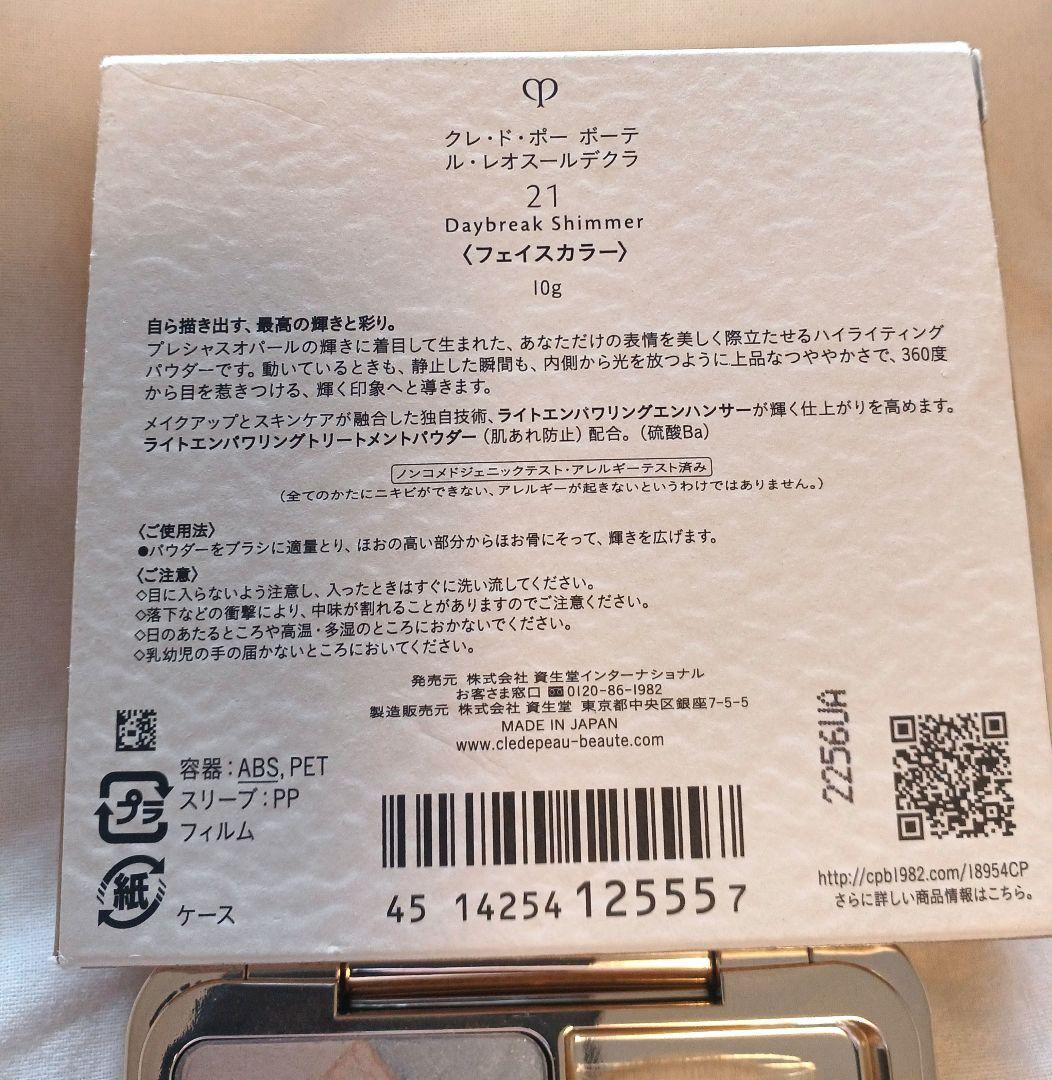 クレ・ド・ポー ボーテ
ル・レオスールデクラ
21
Daybreak Shimmer
〈フェイスカラー〉
10g
自ら描き出す、最高の輝きと彩り。
プレシャスオパールの輝きに着目して生まれた、あなただけの表情を美しく際立たせるハイライティング
パウダーです。動いているときも、静止した瞬間も、内側から光を放つように上品なつややかさで、360度
から目を惹きつける、輝く印象へと導きます。
メイクアップとスキンケアが融合した独自技術、ライトエンパワリングエンハンサーが輝く仕上がりを高めます。
ライトエンパワリングトリートメントパウダー（肌あれ防止）配合。（硫酸Ba）
ノンコメドジェニックテスト・アレルギーテスト済み
（全てのかたにニキビができない、アレルギーが起きないというわけではありません。）
〈ご使用法〉
●パウダーをブラシに適量とり、ほおの高い部分からほお骨にそって、輝きを広げます。
〈ご注意〉
◇目に入らないよう注意し、入ったときはすぐに洗い流してください。
◇落下などの衝撃により、中味が割れることがありますのでご注意ください。
◇日のあたるところや高温・多湿のところにおかないでください。
◇乳幼児の手の届かないところにおいてください。
発売元 株式会社 資生堂インターナショナル
お客さま窓口 0120-86-1982
製造販売元 株式会社 資生堂 東京都中央区銀座7-5-5
MADE IN JAPAN
www.cledepeau-beaute.com
容器：ABS, PET
スリーブ：PP
フィルム
プラ
紙
ケース
45 14254 12555 7
2256UA
http://cpb1982.com/18954CP
さらに詳しい商品情報はこちら。